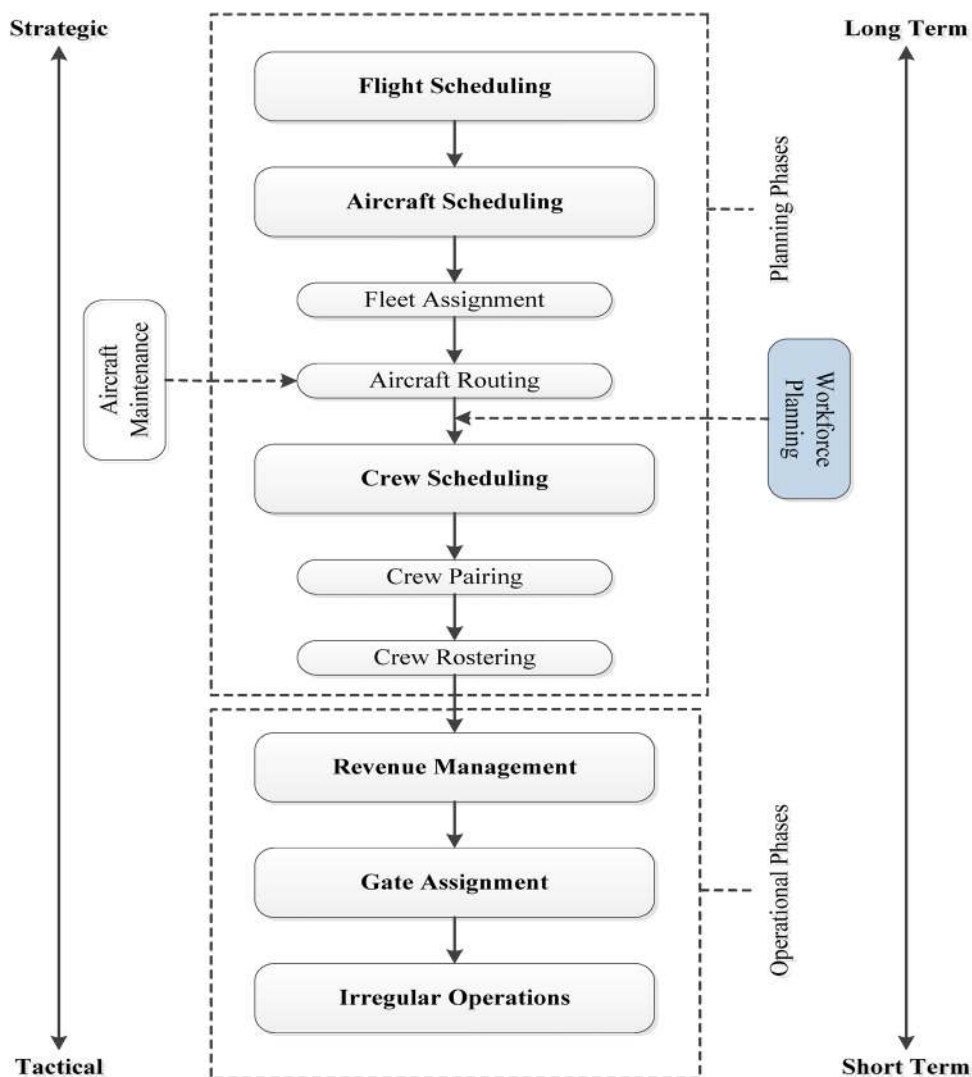 Strategic
Long Term
Flight Scheduling
Aircraft Scheduling
Planning Phases
Fleet Assignment
Aircraft
Maintenance
Aircraft Routing
Workforce
Planning
Crew Scheduling
Crew Pairing
Crew Rostering
Revenue Management
Gate Assignment
Operational Phases
Irregular Operations
Tactical
Short Term